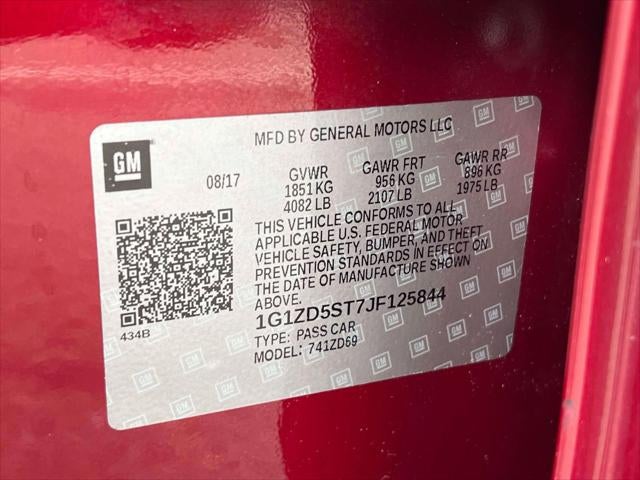 GM
MFD BY GENERAL MOTORS LLC
08/17 GVWR GAWR FRT GAWR RR
1851 KG 956 KG 896 KG
4082 LB 2107 LB 1975 LB
THIS VEHICLE CONFORMS TO ALL
APPLICABLE U.S. FEDERAL MOTOR
VEHICLE SAFETY, BUMPER, AND THEFT
PREVENTION STANDARDS IN EFFECT ON
THE DATE OF MANUFACTURE SHOWN
ABOVE.
434B
1G1ZD5ST7JF125844
TYPE: PASS CAR
MODEL: 741ZD69